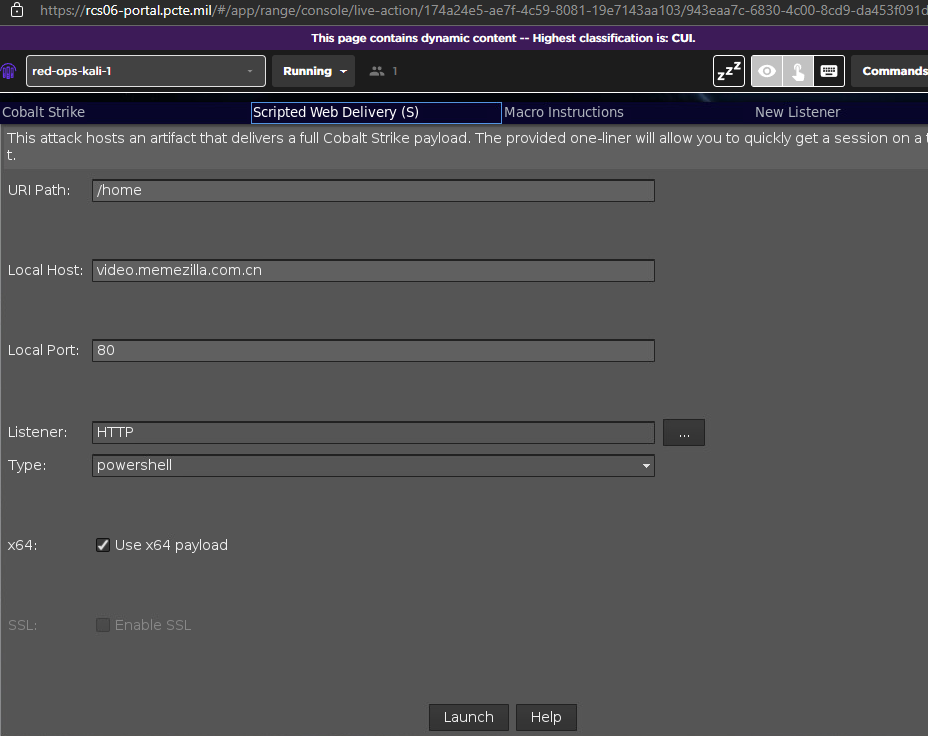 https://rcs06-portal.pcte.mil/#/app/range/console/live-action/174a24e5-ae7f-4c59-8081-19e7143aa103/943eaa7c-6830-4c00-8cd9-da453f091d
This page contains dynamic content -- Highest classification is: CUI.
red-ops-kali-1 Running 1 zzz Commands
Cobalt Strike Scripted Web Delivery (S) Macro Instructions New Listener
This attack hosts an artifact that delivers a full Cobalt Strike payload. The provided one-liner will allow you to quickly get a session on a t
t.
URI Path: /home
Local Host: video.memezilla.com.cn
Local Port: 80
Listener: HTTP ...
Type: powershell
x64: Use x64 payload
SSL: Enable SSL
Launch Help